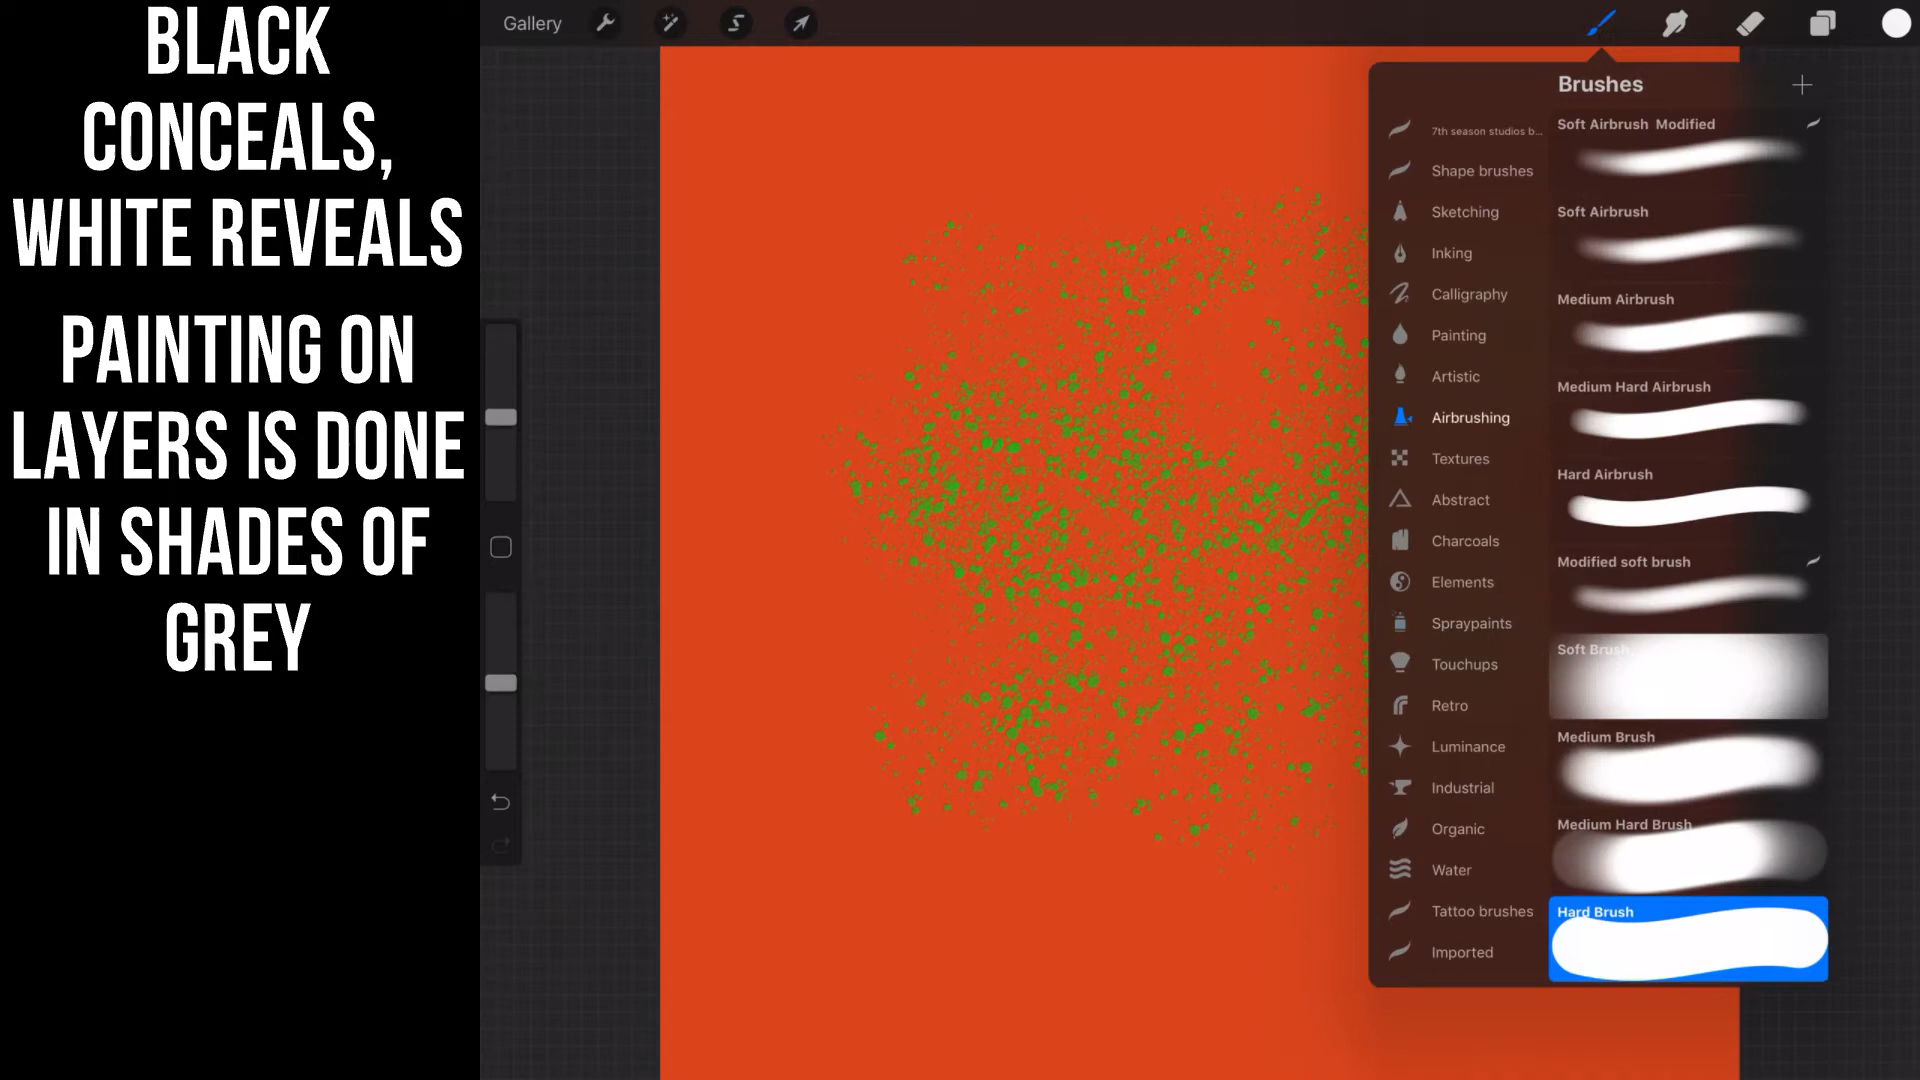 BLACK
CONCEALS,
WHITE REVEALS
PAINTING ON
LAYERS IS DONE
IN SHADES OF
GREY
Gallery
Brushes
7th season studios b...
Shape brushes
Sketching
Inking
Calligraphy
Painting
Artistic
Airbrushing
Textures
Abstract
Charcoals
Elements
Spraypaints
Touchups
Retro
Luminance
Industrial
Organic
Water
Tattoo brushes
Imported
Soft Airbrush Modified
Soft Airbrush
Medium Airbrush
Medium Hard Airbrush
Hard Airbrush
Modified soft brush
Soft Brush
Medium Brush
Medium Hard Brush
Hard Brush